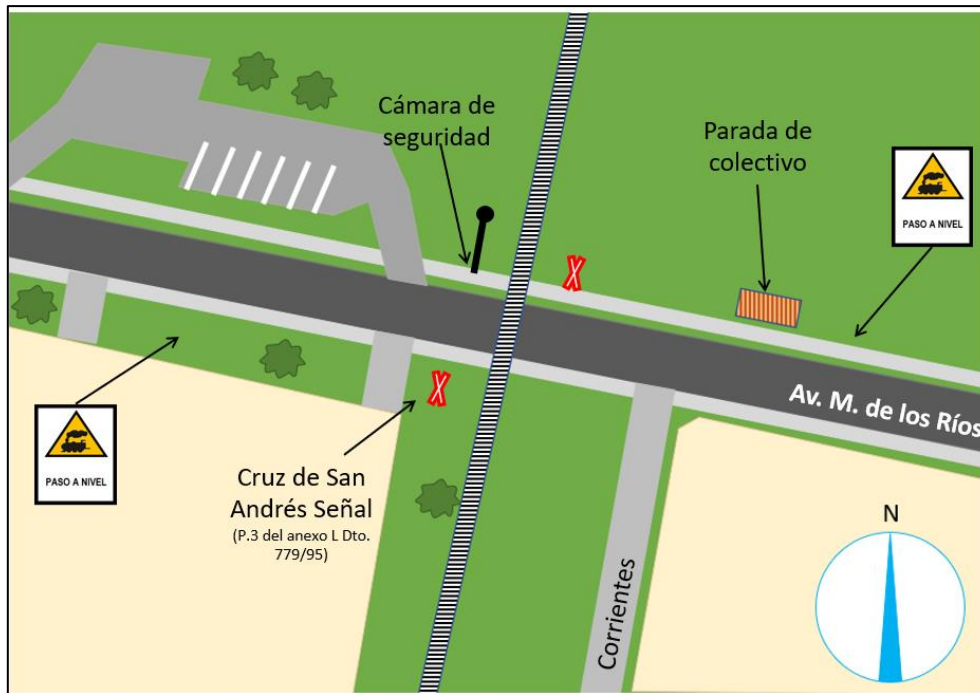 Cámara de
seguridad
Parada de
colectivo
PASO A NIVEL
Av. M. de los Ríos
PASO A NIVEL
Cruz de San
Andrés Señal
(P.3 del anexo L Dto.
779/95)
Corrientes
N